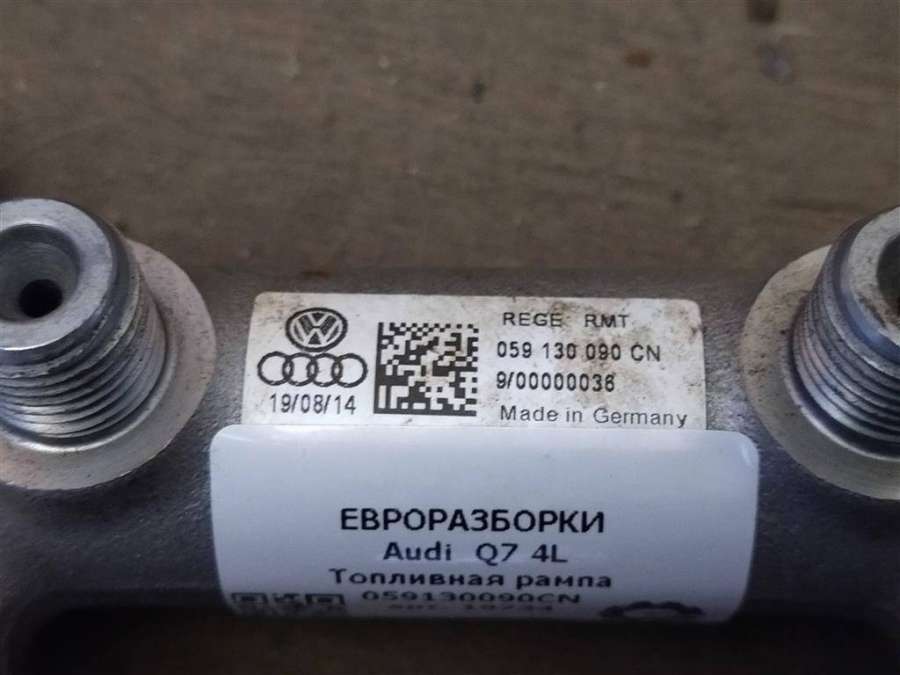 REGE RMT
059 130 090 CN
9/00000036
Made in Germany
19/08/14
ЕВРОРАЗБОРКИ
Audi Q7 4L
Топливная рампа
059130090CN